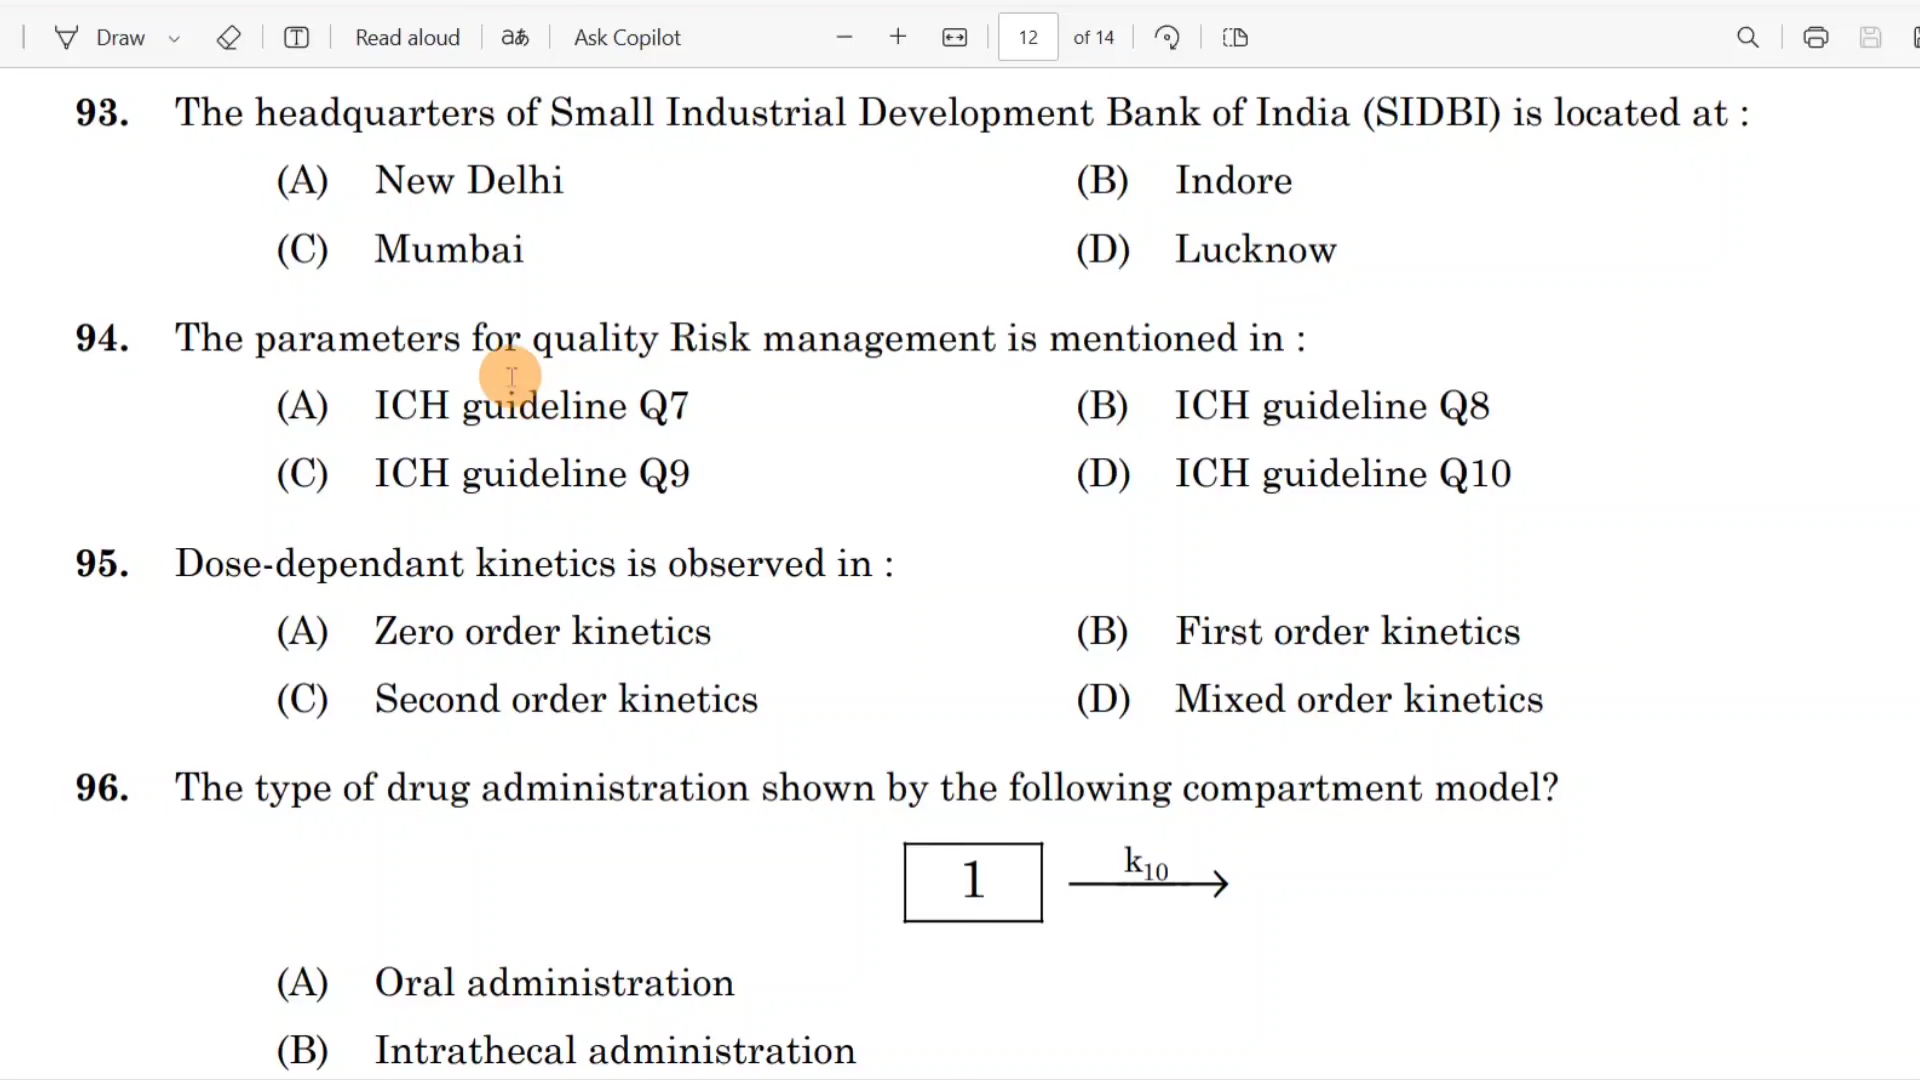 Draw
Read aloud
aあ
Ask Copilot
12 of 14
93. The headquarters of Small Industrial Development Bank of India (SIDBI) is located at :
(A) New Delhi (B) Indore
(C) Mumbai (D) Lucknow
94. The parameters for quality Risk management is mentioned in :
(A) ICH guideline Q7 (B) ICH guideline Q8
(C) ICH guideline Q9 (D) ICH guideline Q10
95. Dose-dependant kinetics is observed in :
(A) Zero order kinetics (B) First order kinetics
(C) Second order kinetics (D) Mixed order kinetics
96. The type of drug administration shown by the following compartment model?
1 k10
(A) Oral administration
(B) Intrathecal administration